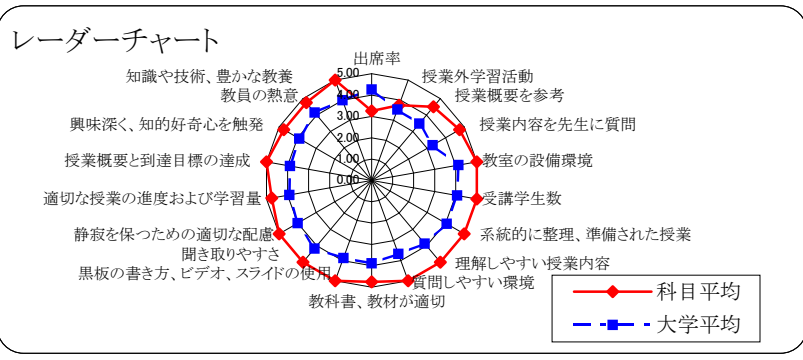 レーダーチャート
出席率
授業外学習活動
授業概要を参考
授業内容を先生に質問
教室の設備環境
受講学生数
系統的に整理、準備された授業
理解しやすい授業内容
質問しやすい環境
教科書、教材が適切
黒板の書き方、ビデオ、スライドの使用
聞き取りやすさ
静寂を保つための適切な配慮
適切な授業の進度および学習量
授業概要と到達目標の達成
興味深く、知的好奇心を触発
教員の熱意
知識や技術、豊かな教養
5.00
4.00
3.00
2.00
1.00
0.00
科目平均
大学平均